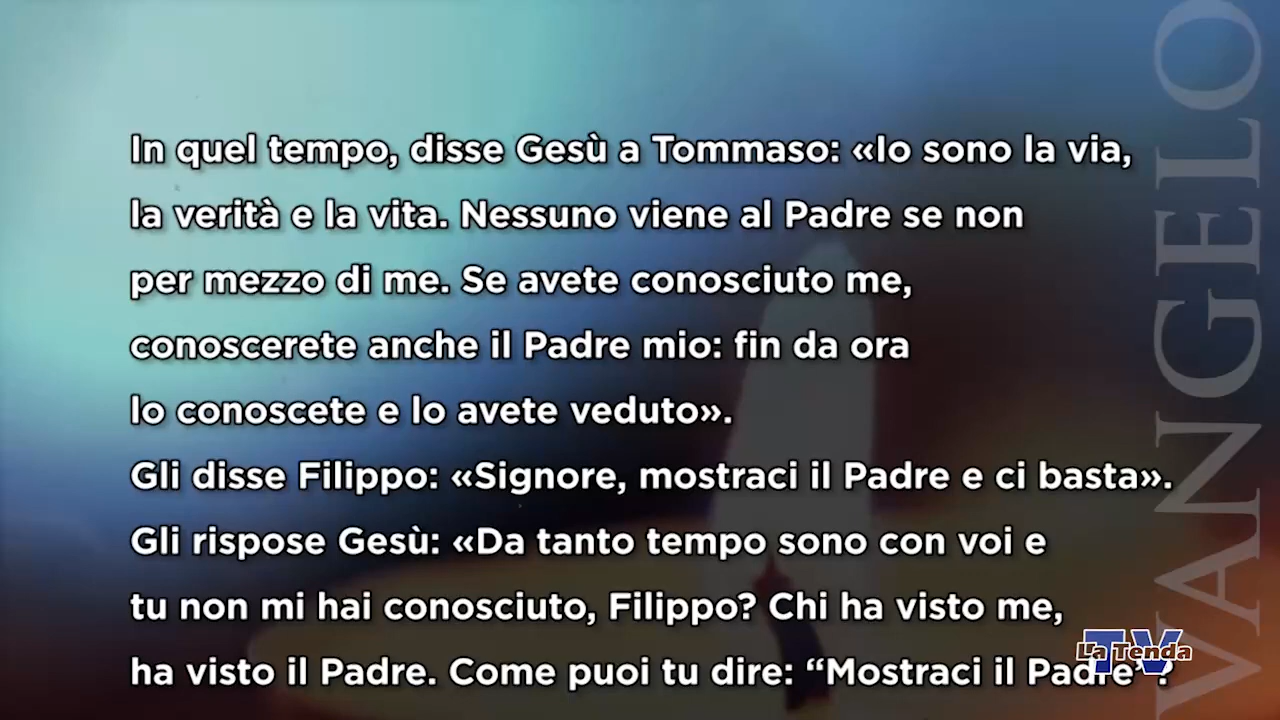 In quel tempo, disse Gesù a Tommaso: «Io sono la via,
la verità e la vita. Nessuno viene al Padre se non
per mezzo di me. Se avete conosciuto me,
conoscerete anche il Padre mio: fin da ora
lo conoscete e lo avete veduto».
Gli disse Filippo: «Signore, mostraci il Padre e ci basta».
Gli rispose Gesù: «Da tanto tempo sono con voi e
tu non mi hai conosciuto, Filippo? Chi ha visto me,
ha visto il Padre. Come puoi tu dire: “Mostraci il Padre”?
VANGELO
TV
La Tenda